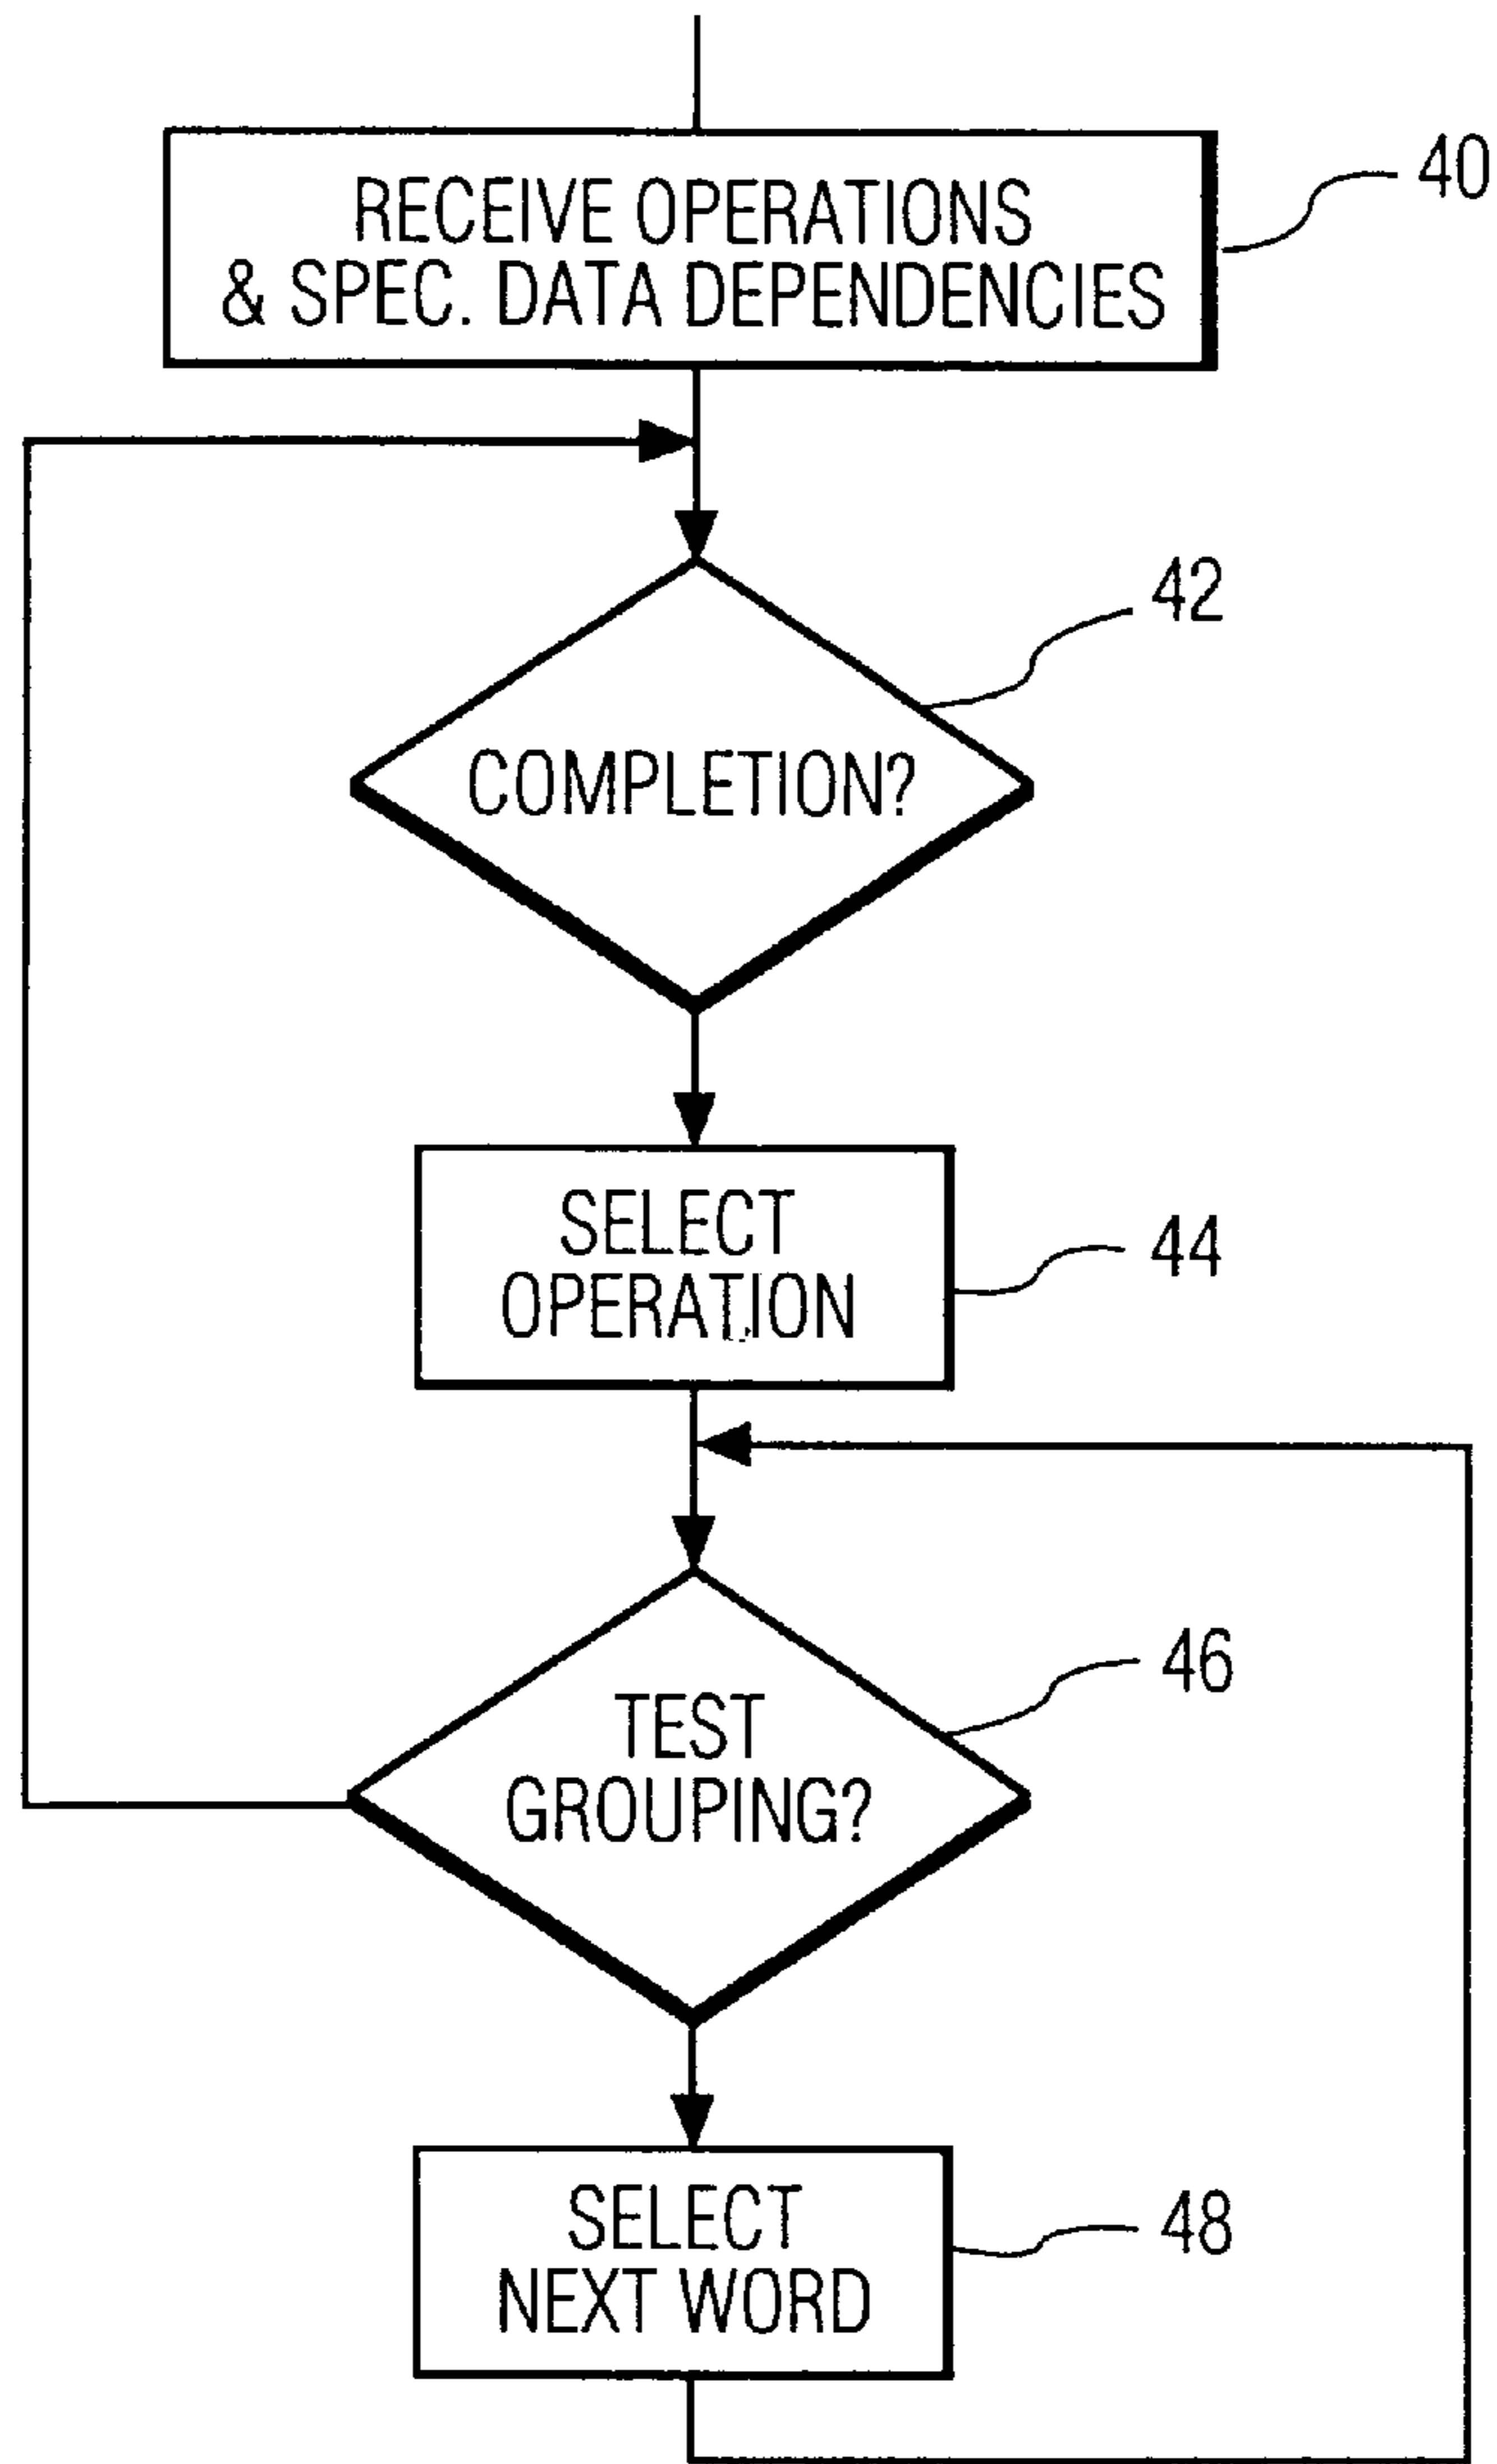 RECEIVE OPERATIONS
& SPEC. DATA DEPENDENCIES
40
COMPLETION?
42
SELECT
OPERATION
44
TEST
GROUPING?
46
SELECT
NEXT WORD
48